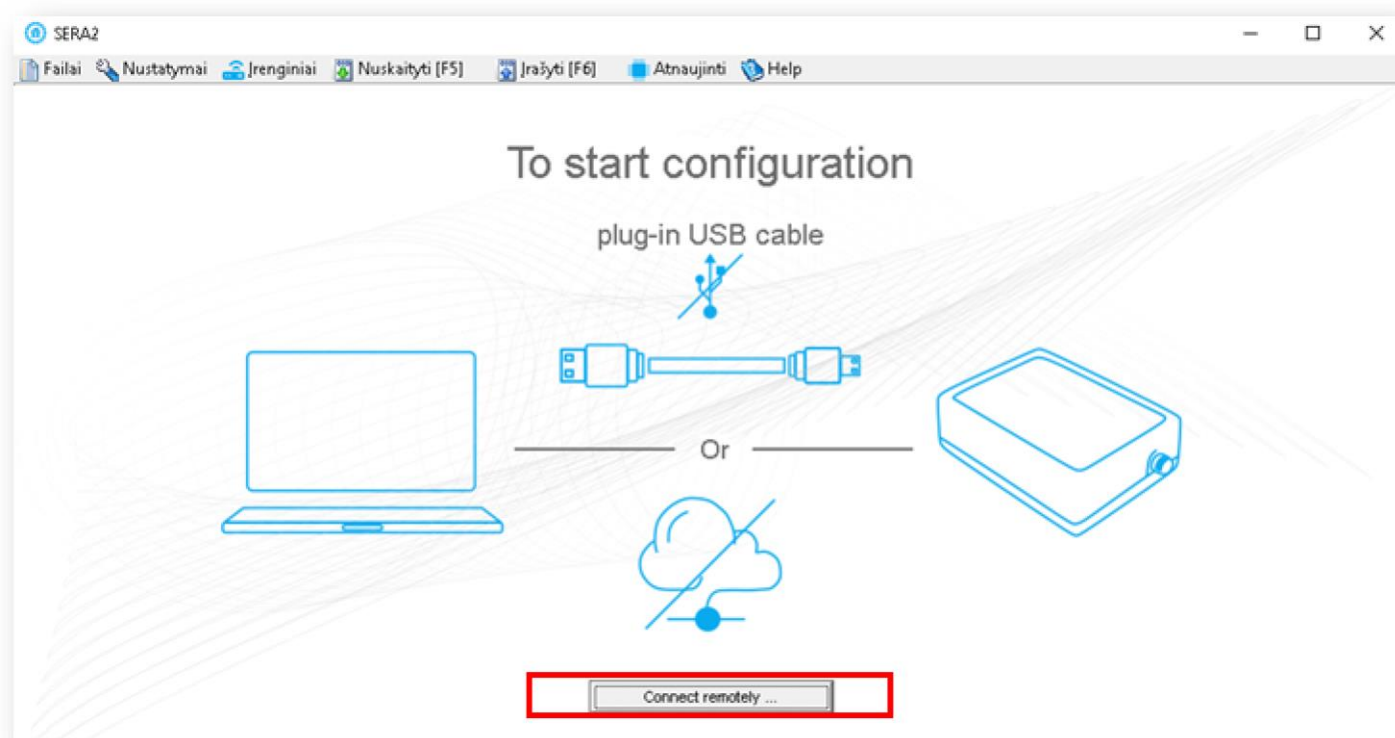 SERA2
Failai Nustatymai Įrenginiai Nuskaityti [F5] Įrašyti [F6] Atnaujinti Help
To start configuration
plug-in USB cable
Or
Connect remotely ...